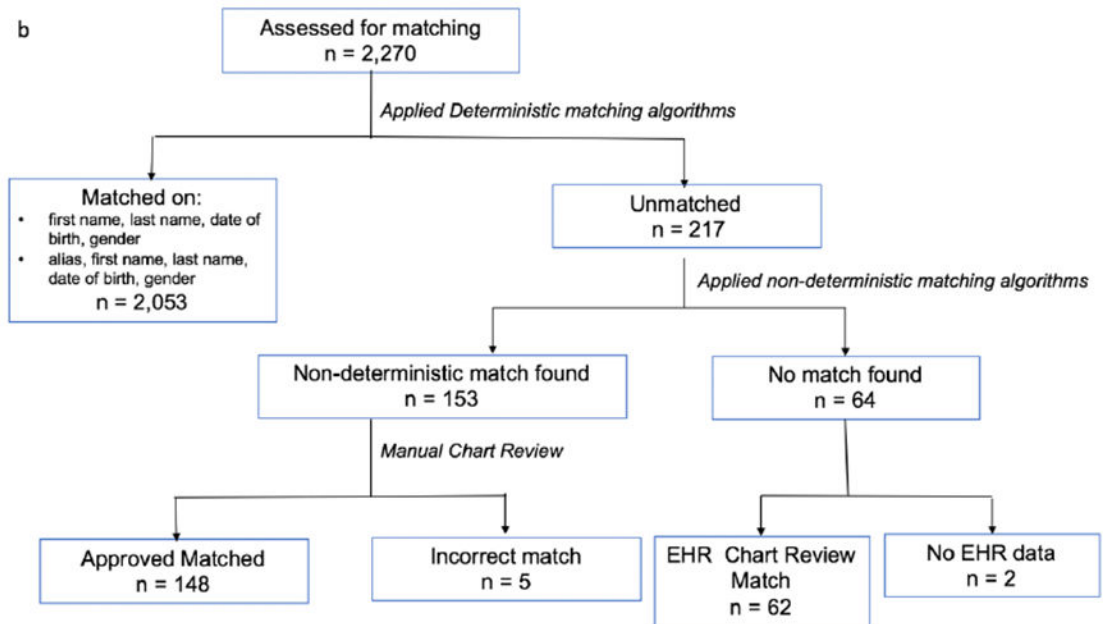 b
Assessed for matching
n = 2,270
Applied Deterministic matching algorithms
Matched on:
• first name, last name, date of
birth, gender
• alias, first name, last name,
date of birth, gender
n = 2,053
Unmatched
n = 217
Applied non-deterministic matching algorithms
Non-deterministic match found
n = 153
No match found
n = 64
Manual Chart Review
Approved Matched
n = 148
Incorrect match
n = 5
EHR Chart Review
Match
n = 62
No EHR data
n = 2